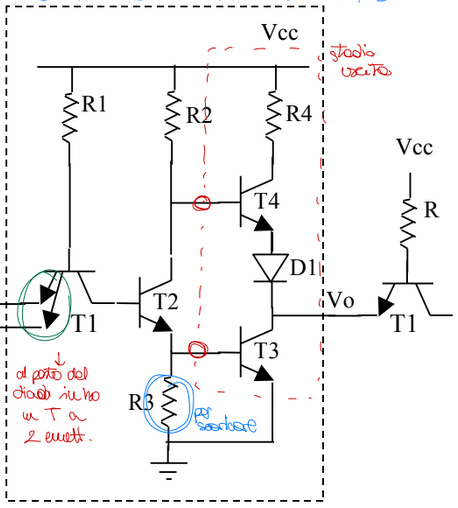 Vcc
stadio
uscita
R1
R2
R4
Vcc
T4
R
D1
Vo
T1
T2
T1
T3
al posto del
diodi in ho
un T a
2 emett.
R3
per
scaricare